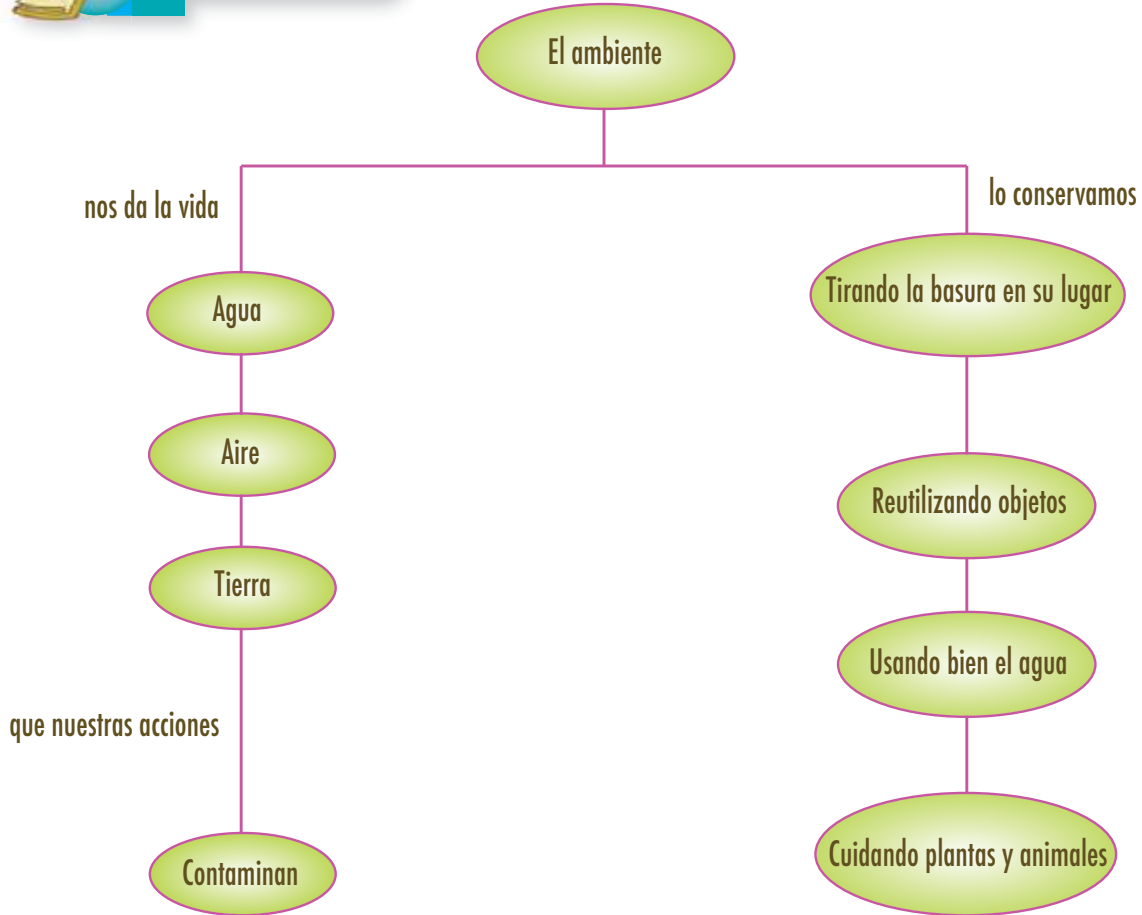 El ambiente
nos da la vida
Agua
Aire
Tierra
que nuestras acciones
Contaminan
lo conservamos
Tirando la basura en su lugar
Reutilizando objetos
Usando bien el agua
Cuidando plantas y animales